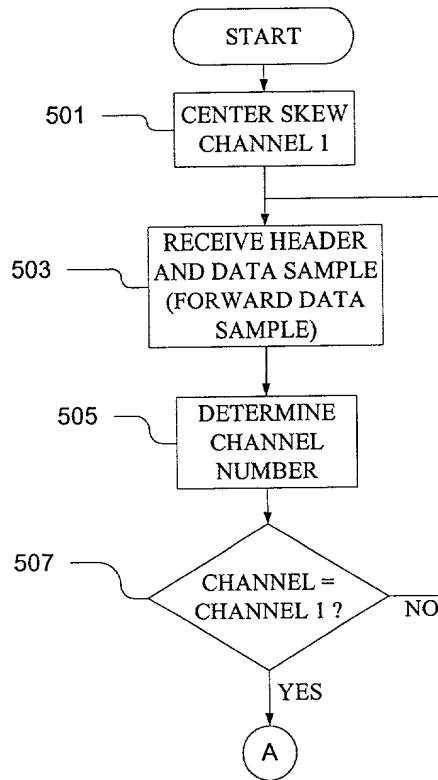 START
501
CENTER SKEW
CHANNEL 1
503
RECEIVE HEADER
AND DATA SAMPLE
(FORWARD DATA
SAMPLE)
505
DETERMINE
CHANNEL
NUMBER
507
CHANNEL =
CHANNEL 1 ?
NO
YES
A